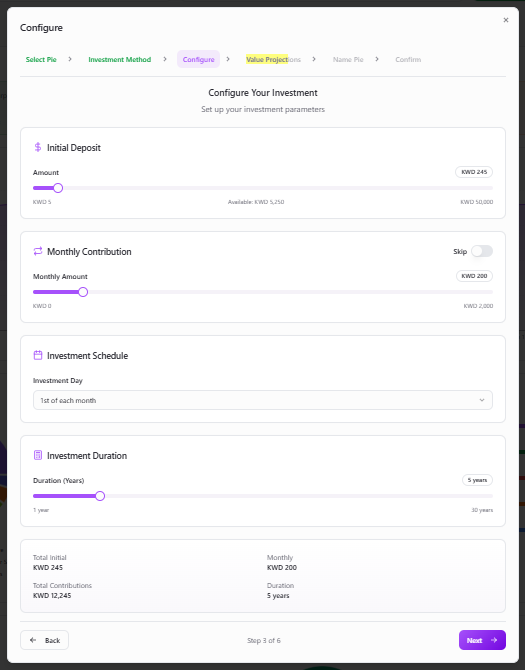 Configure
Select Pie
Investment Method
Configure
Value Projections
Name Pie
Confirm
Configure Your Investment
Set up your investment parameters
Initial Deposit
Amount
KWD 245
KWD 5
Available: KWD 5,250
KWD 50,000
Monthly Contribution
Skip
Monthly Amount
KWD 200
KWD 0
KWD 2,000
Investment Schedule
Investment Day
1st of each month
Investment Duration
Duration (Years)
5 years
1 year
30 years
Total Initial
KWD 245
Monthly
KWD 200
Total Contributions
KWD 12,245
Duration
5 years
Back
Step 3 of 6
Next